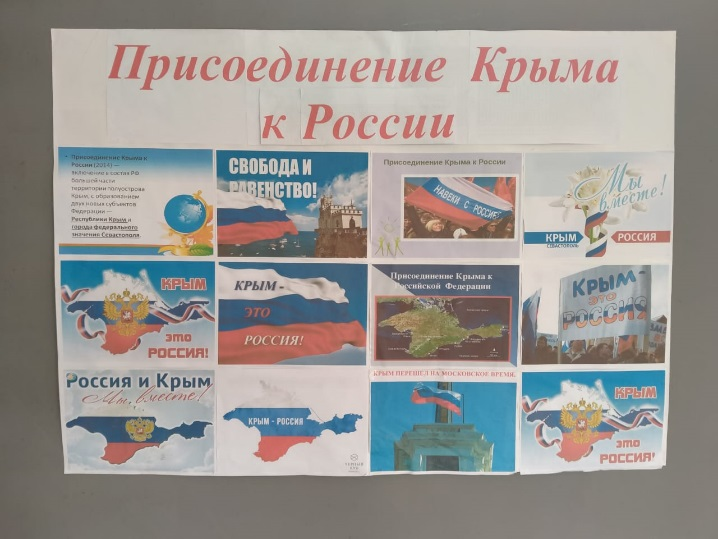 Присоединение Крыма
к России
Присоединение Крыма к
России (2014) —
включение в состав РФ
большей части
территории полуострова
Крым, с образованием
двух новых субъектов
Федерации —
Республики Крым и
города федерального
значения Севастополя.
СВОБОДА И
РАВЕНСТВО!
Присоединение Крыма к России
НАВЕКИ С РОССИЕЙ
Мы
вместе!
КРЫМ
СЕВАСТОПОЛЬ
РОССИЯ
КРЫМ
это
РОССИЯ!
КРЫМ -
ЭТО
РОССИЯ!
Присоединение Крыма к
Российской Федерации
КРЫМ-
ЭТО
РОССИЯ
Россия и Крым
Мы вместе!
КРЫМ - РОССИЯ
КРЫМ ПЕРЕШЕЛ НА МОСКОВСКОЕ ВРЕМЯ.
КРЫМ
это
РОССИЯ!